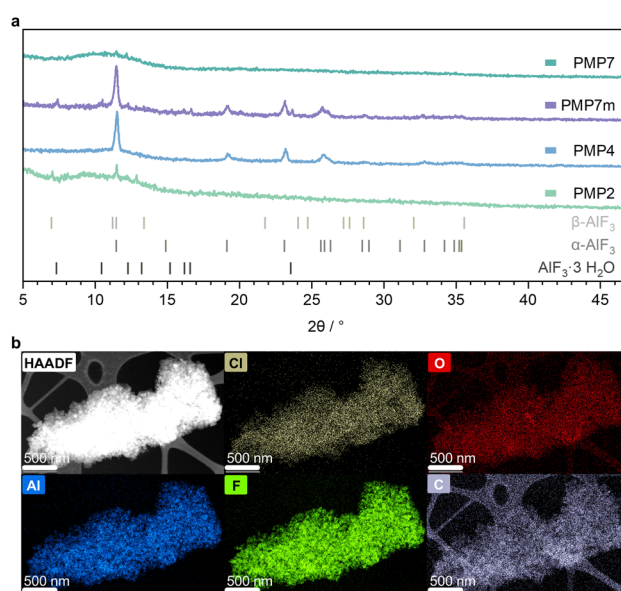 a
PMP7
PMP7m
PMP4
PMP2
β-AlF₃
α-AlF₃
AlF₃·3 H₂O
5 10 15 20 25 30 35 40 45
2θ / °
b
HAADF Cl O
500 nm 500 nm 500 nm
Al F C
500 nm 500 nm 500 nm